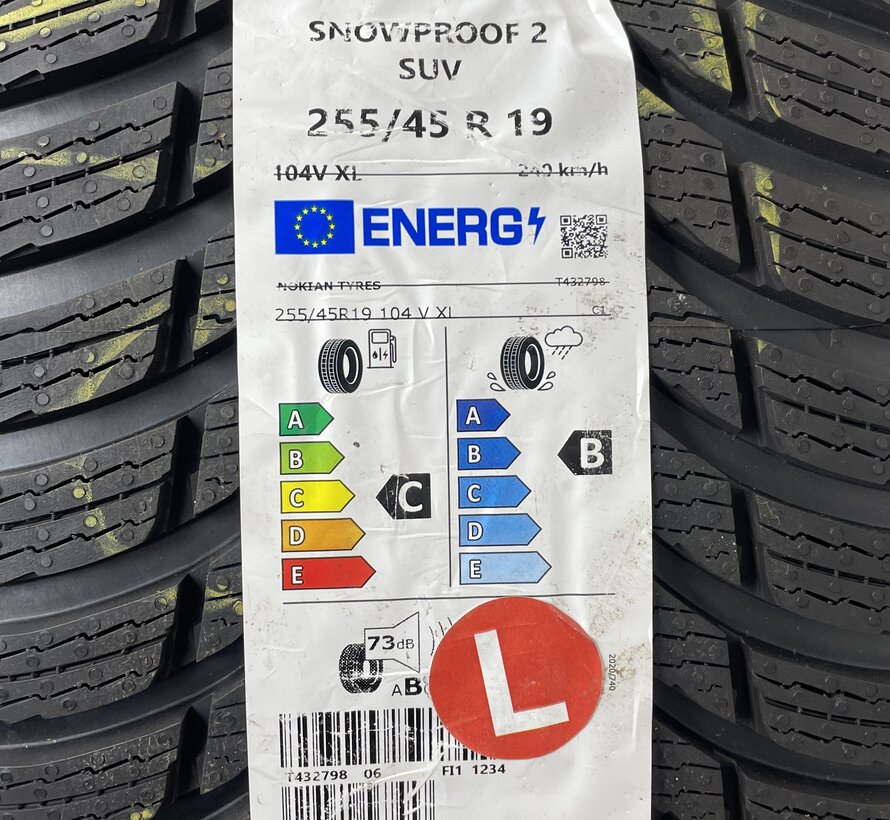 SNOWPROOF 2
SUV
255/45 R 19
104V XL 240 km/h
ENERG
NOKIAN TYRES T432798
255/45R19 104 V XL C1
A A
B B B
C C C
D D
E E
73dB
AB
L
2020/740
T432798 06 FI1 1234